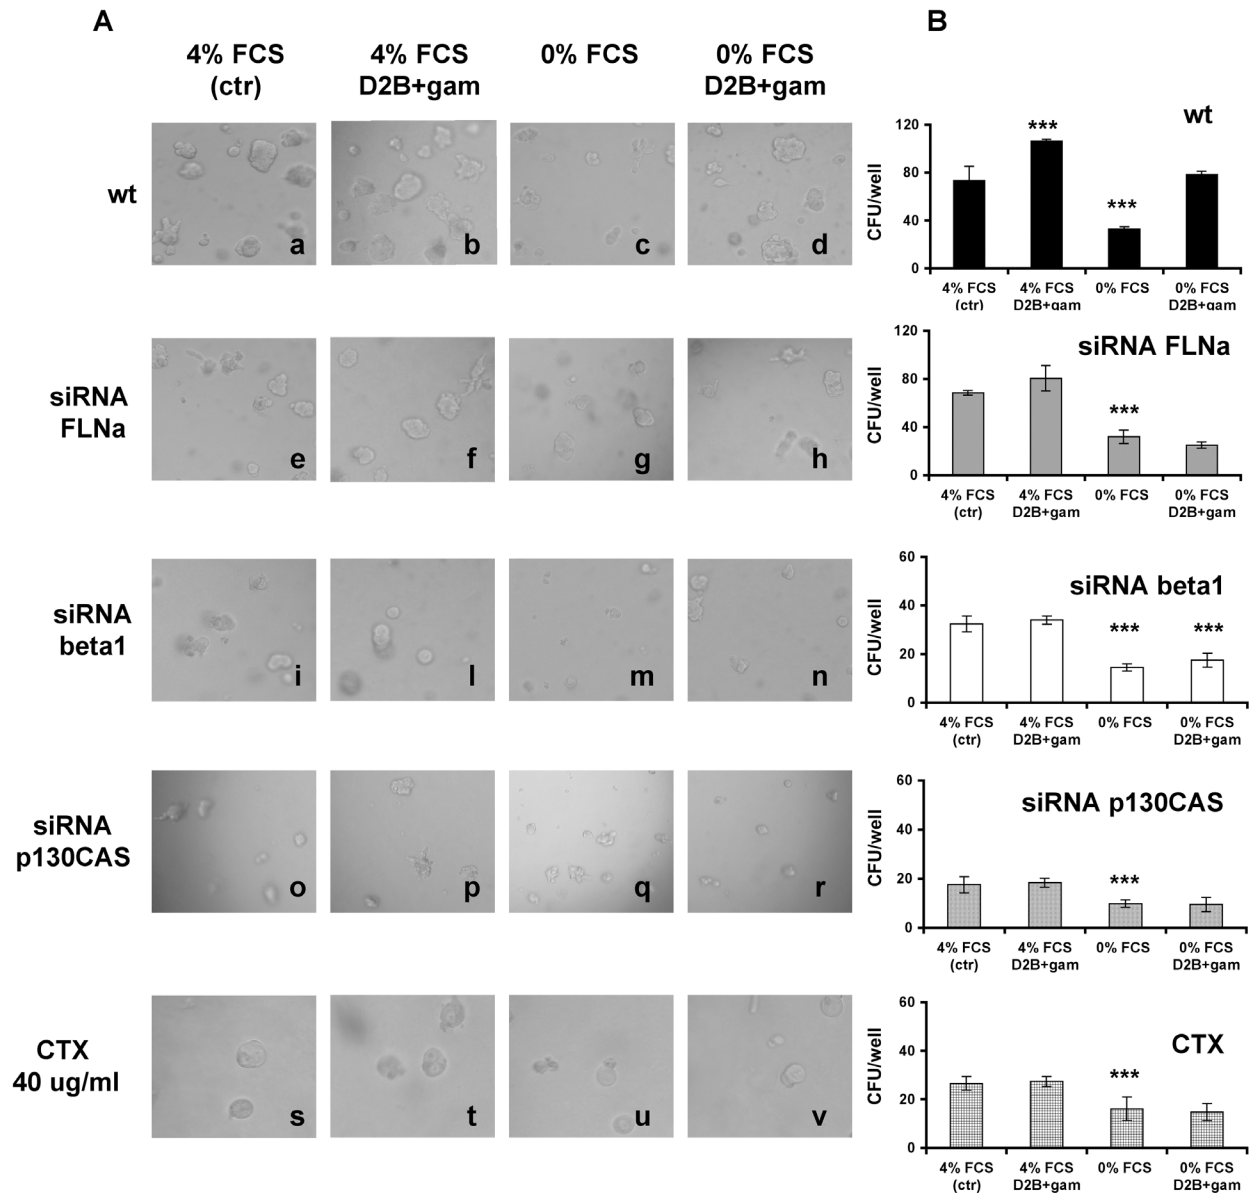 A
B
4% FCS
(ctr)
4% FCS
D2B+gam
0% FCS
0% FCS
D2B+gam
wt
a
b
c
d
wt
CFU/well
120
80
40
0
***
***
4% FCS
(ctr)
4% FCS
D2B+gam
0% FCS
0% FCS
D2B+gam
siRNA
FLNa
e
f
g
h
siRNA FLNa
CFU/well
120
80
40
0
***
4% FCS
(ctr)
4% FCS
D2B+gam
0% FCS
0% FCS
D2B+gam
siRNA
beta1
i
l
m
n
siRNA beta1
CFU/well
60
40
20
0
***
***
4% FCS
(ctr)
4% FCS
D2B+gam
0% FCS
0% FCS
D2B+gam
siRNA
p130CAS
o
p
q
r
siRNA p130CAS
CFU/well
60
40
20
0
***
4% FCS
(ctr)
4% FCS
D2B+gam
0% FCS
0% FCS
D2B+gam
CTX
40 ug/ml
s
t
u
v
CTX
CFU/well
60
40
20
0
***
4% FCS
(ctr)
4% FCS
D2B+gam
0% FCS
0% FCS
D2B+gam